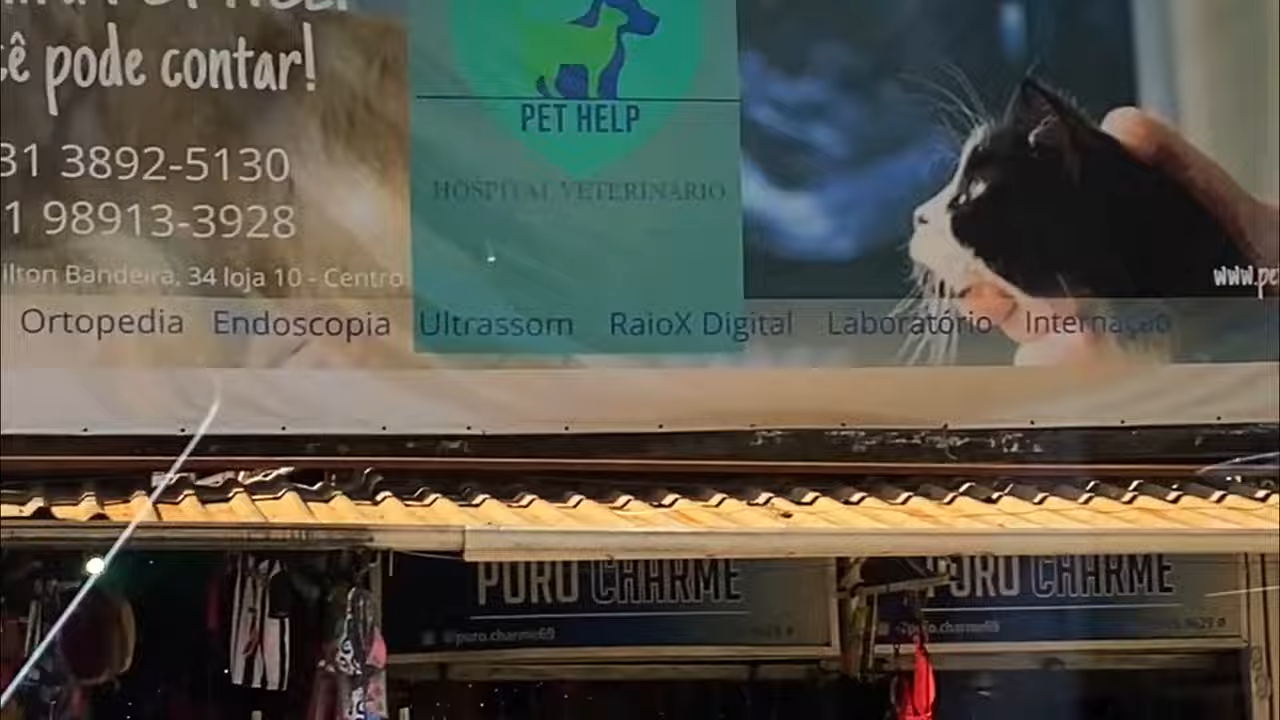 ê pode contar!
31 3892-5130
1 98913-3928
ilton Bandeira, 34 loja 10 - Centro
PET HELP
HOSPITAL VETERINÁRIO
www.pe
Ortopedia Endoscopia Ultrassom RaioX Digital Laboratório Internação
PURO CHARME
@puro.charme69
PURO CHARME
@puro.charme69